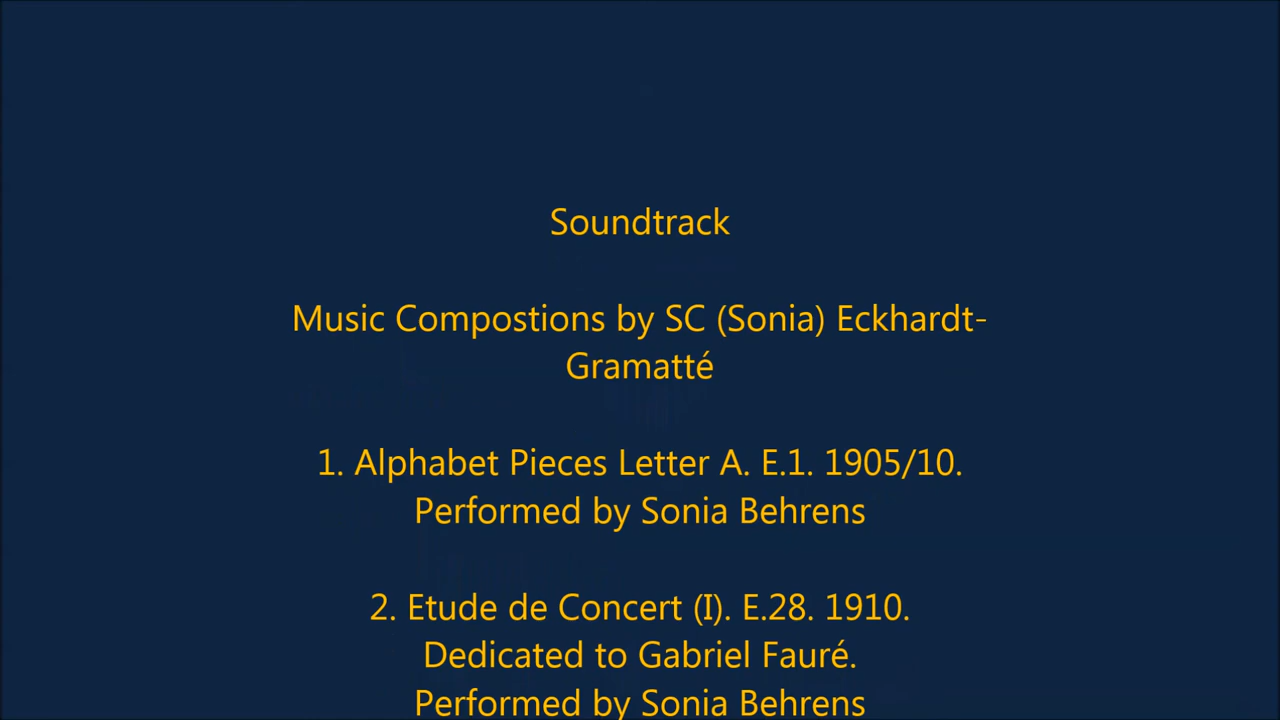 Soundtrack
Music Compostions by SC (Sonia) Eckhardt-
Gramatté
1. Alphabet Pieces Letter A. E.1. 1905/10.
Performed by Sonia Behrens
2. Etude de Concert (I). E.28. 1910.
Dedicated to Gabriel Fauré.
Performed by Sonia Behrens